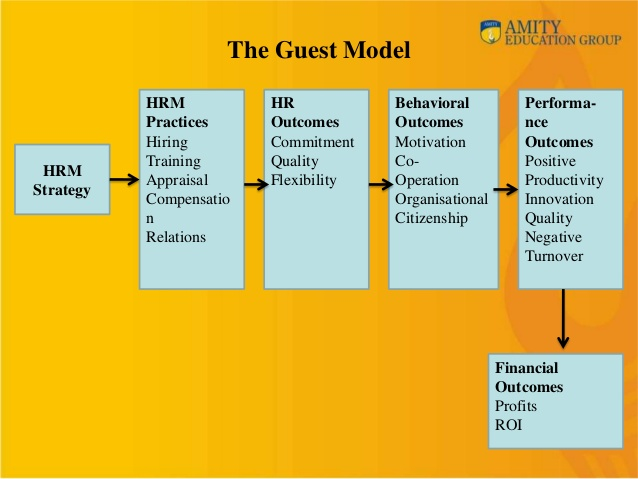 AMITY
EDUCATION GROUP
The Guest Model
HRM
Strategy
HRM
Practices
Hiring
Training
Appraisal
Compensatio
n
Relations
HR
Outcomes
Commitment
Quality
Flexibility
Behavioral
Outcomes
Motivation
Co-
Operation
Organisational
Citizenship
Performa-
nce
Outcomes
Positive
Productivity
Innovation
Quality
Negative
Turnover
Financial
Outcomes
Profits
ROI